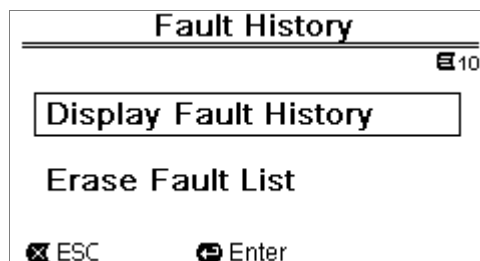 Fault History
10
Display Fault History
Erase Fault List
ESC Enter